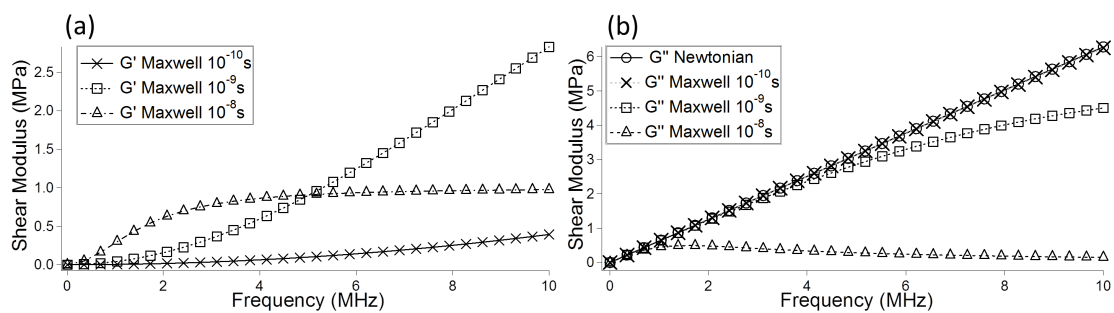 (a)
G' Maxwell 10⁻¹⁰s
G' Maxwell 10⁻⁹s
G' Maxwell 10⁻⁸s
Shear Modulus (MPa)
2.5
2.0
1.5
1.0
0.5
0.0
0 2 4 6 8 10
Frequency (MHz)
(b)
G'' Newtonian
G'' Maxwell 10⁻¹⁰s
G'' Maxwell 10⁻⁹s
G'' Maxwell 10⁻⁸s
Shear Modulus (MPa)
6
5
4
3
2
1
0
0 2 4 6 8 10
Frequency (MHz)